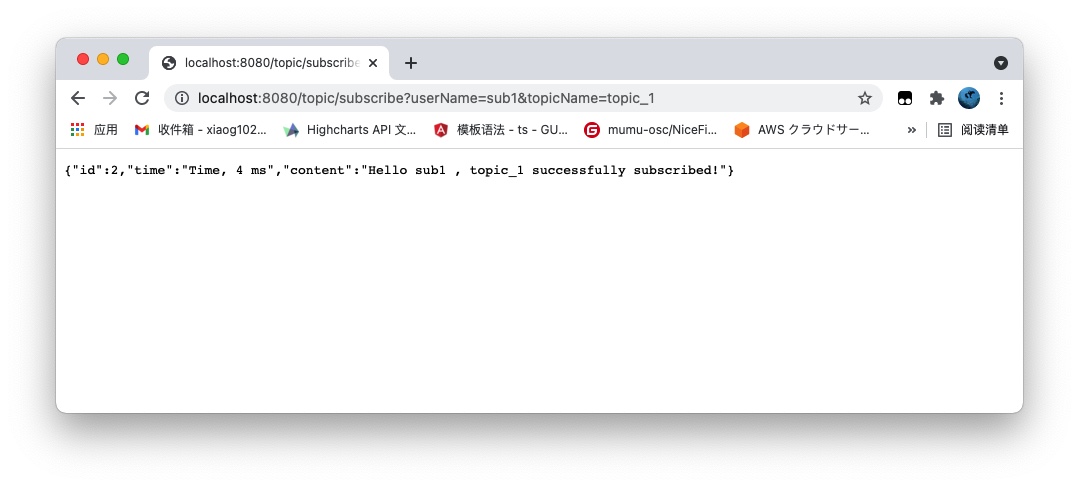 localhost:8080/topic/subscribe
localhost:8080/topic/subscribe?userName=sub1&topicName=topic_1
应用 收件箱 - xiaog102... Highcharts API 文... 模板语法 - ts - GU... mumu-osc/NiceFi... AWS クラウドサー... » 阅读清单
{"id":2,"time":"Time, 4 ms","content":"Hello sub1 , topic_1 successfully subscribed!"}